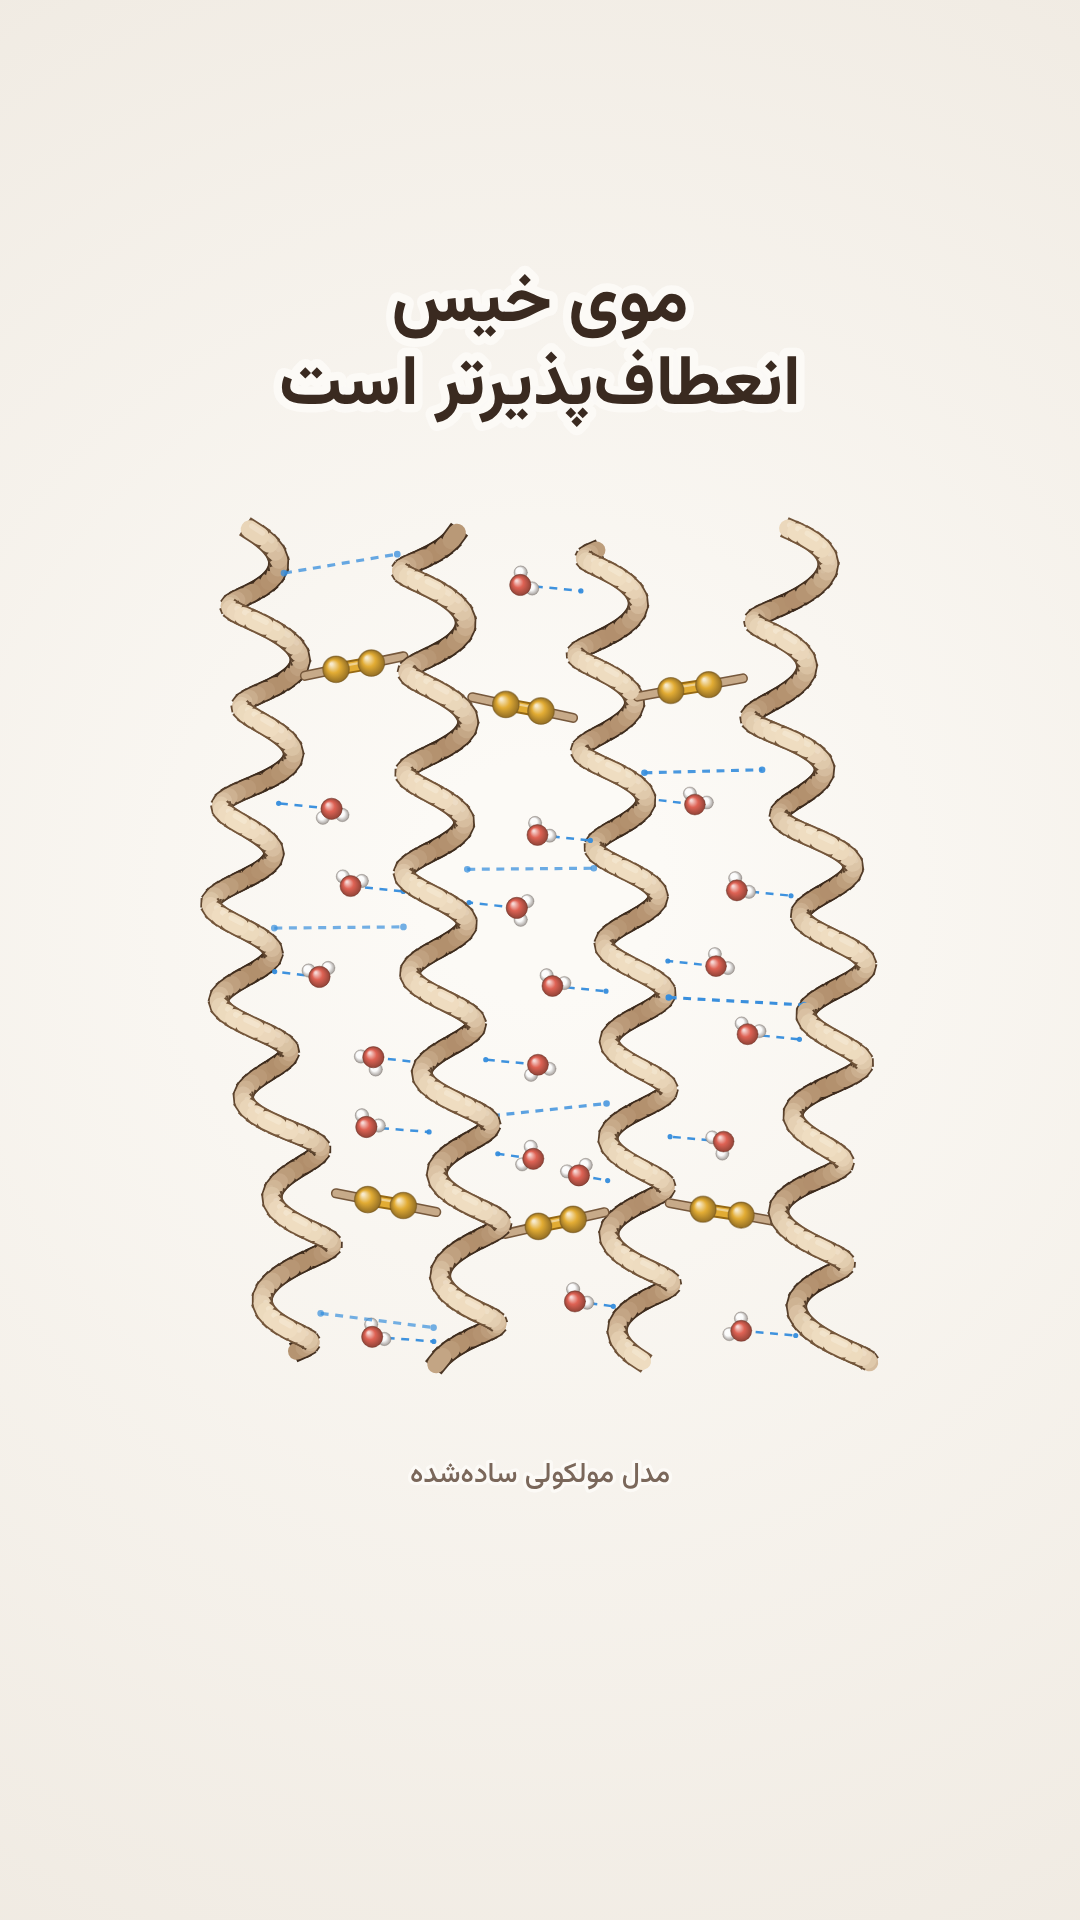 موی خیس
انعطاف‌پذیرتر است
مدل مولکولی ساده‌شده